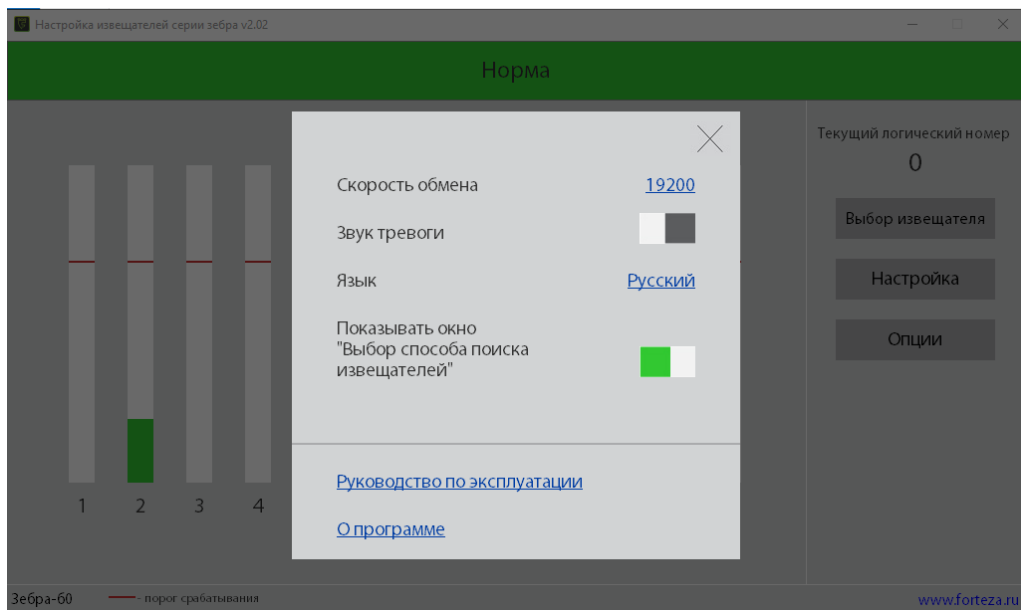 Настройка извещателей серии зебра v2.02
Норма
Текущий логический номер
0
Скорость обмена 19200
Выбор извещателя
Звук тревоги
Язык Русский
Настройка
Показывать окно
"Выбор способа поиска
извещателей"
Опции
Руководство по эксплуатации
1 2 3 4
О программе
Зебра-60 - порог срабатывания www.forteza.ru